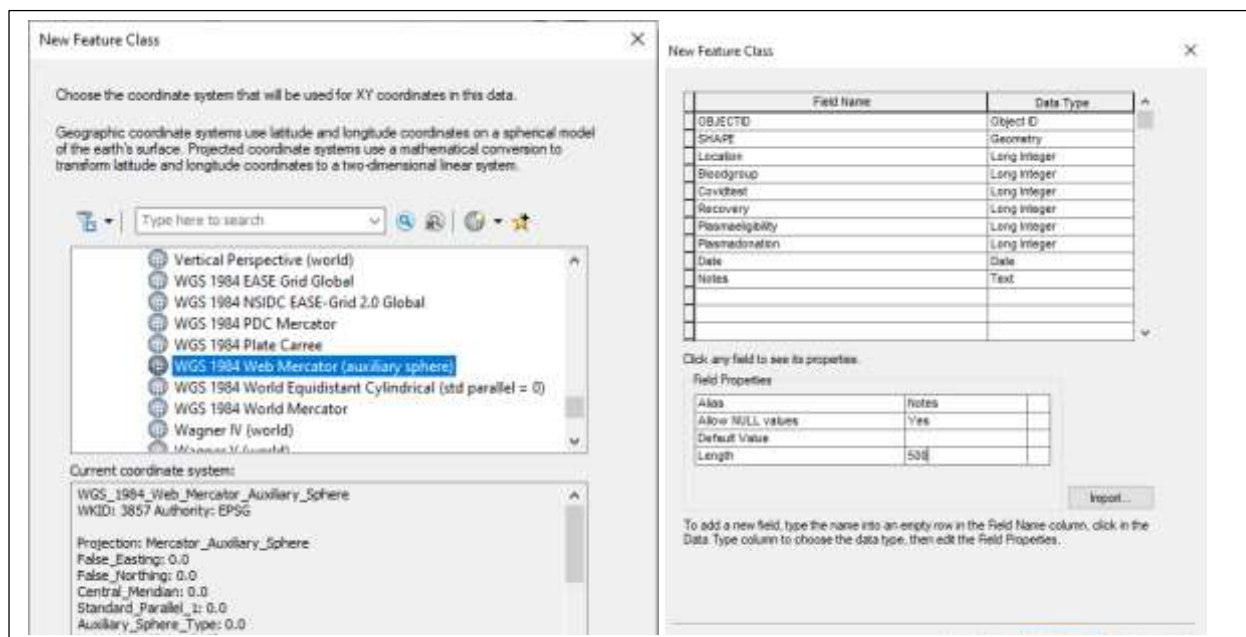 New Feature Class
Choose the coordinate system that will be used for XY coordinates in this data.
Geographic coordinate systems use latitude and longitude coordinates on a spherical model
of the earth's surface. Projected coordinate systems use a mathematical conversion to
transform latitude and longitude coordinates to a two-dimensional linear system.
Type here to search
Vertical Perspective (world)
WGS 1984 EASE Grid Global
WGS 1984 NSIDC EASE-Grid 2.0 Global
WGS 1984 PDC Mercator
WGS 1984 Plate Carree
WGS 1984 Web Mercator (auxiliary sphere)
WGS 1984 World Equidistant Cylindrical (std parallel = 0)
WGS 1984 World Mercator
Wagner IV (world)
Wagner V (world)
Current coordinate system:
WGS_1984_Web_Mercator_Auxiliary_Sphere
WKID: 3857 Authority: EPSG
Projection: Mercator_Auxiliary_Sphere
False_Easting: 0.0
False_Northing: 0.0
Central_Meridian: 0.0
Standard_Parallel_1: 0.0
Auxiliary_Sphere_Type: 0.0
New Feature Class
Field Name Data Type
OBJECTID Object ID
SHAPE Geometry
Location Long Integer
Bloodgroup Long Integer
Covidtest Long Integer
Recovery Long Integer
Plasmaeligibility Long Integer
Plasmadonation Long Integer
Date Date
Notes Text
Click any field to see its properties.
Field Properties
Alias Notes
Allow NULL values Yes
Default Value
Length 500
Import...
To add a new field, type the name into an empty row in the Field Name column, click in the
Data Type column to choose the data type, then edit the Field Properties.